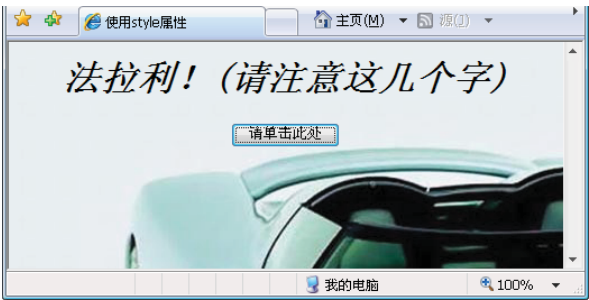 使用style属性
主页(M)
源(J)
法拉利！(请注意这几个字)
请单击此处
我的电脑
100%